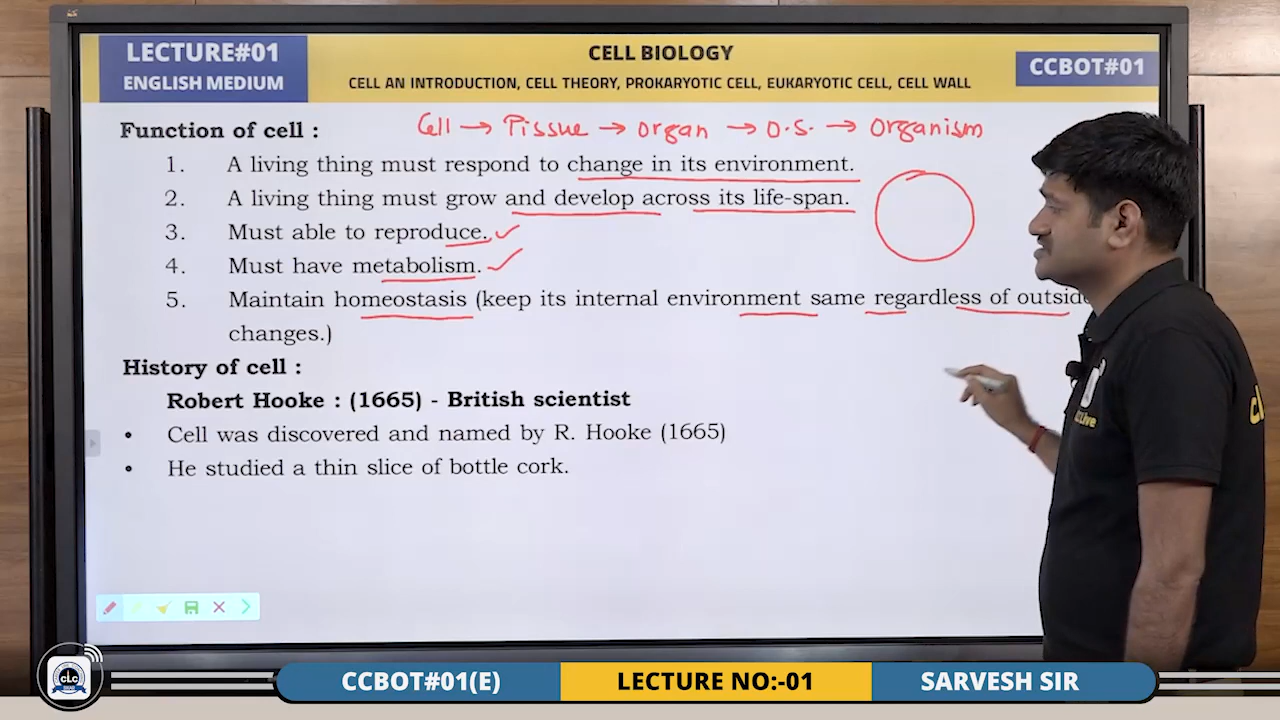 LECTURE#01
ENGLISH MEDIUM
CELL BIOLOGY
CELL AN INTRODUCTION, CELL THEORY, PROKARYOTIC CELL, EUKARYOTIC CELL, CELL WALL
CCBOT#01
Function of cell :
Cell → Tissue → organ → O.S. → Organism
1. A living thing must respond to change in its environment.
2. A living thing must grow and develop across its life-span.
3. Must able to reproduce.
4. Must have metabolism.
5. Maintain homeostasis (keep its internal environment same regardless of outside
changes.)
History of cell :
Robert Hooke : (1665) - British scientist
• Cell was discovered and named by R. Hooke (1665)
• He studied a thin slice of bottle cork.
CLC
CCBOT#01(E)
LECTURE NO:-01
SARVESH SIR